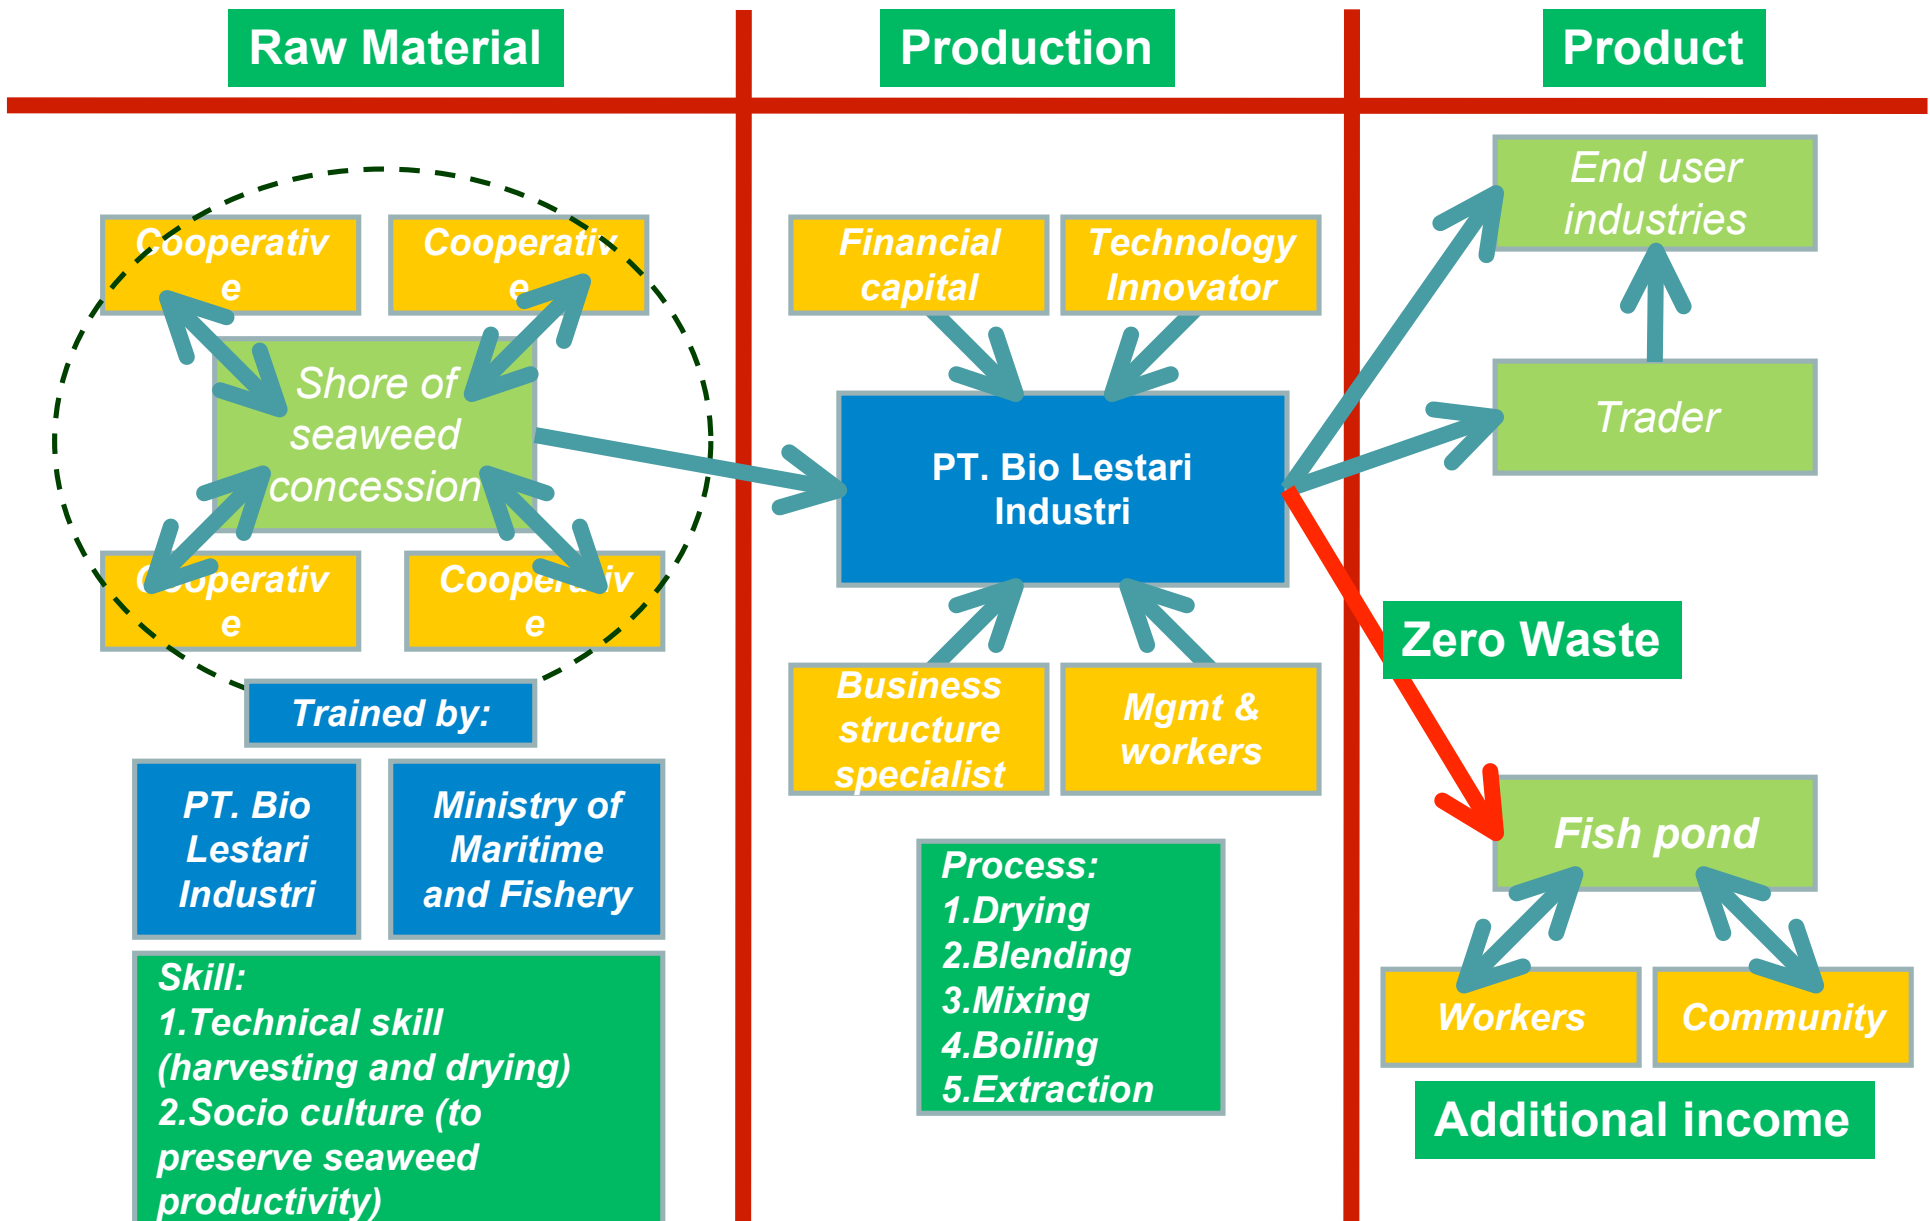 Raw Material
Production
Product
Cooperativ
e
Cooperativ
e
Shore of
seaweed
concession
Cooperativ
e
Cooperativ
e
Trained by:
PT. Bio
Lestari
Industri
Ministry of
Maritime
and Fishery
Skill:
1.Technical skill
(harvesting and drying)
2.Socio culture (to
preserve seaweed
productivity)
Financial
capital
Technology
Innovator
PT. Bio Lestari
Industri
Business
structure
specialist
Mgmt &
workers
Process:
1.Drying
2.Blending
3.Mixing
4.Boiling
5.Extraction
End user
industries
Trader
Zero Waste
Fish pond
Workers
Community
Additional income